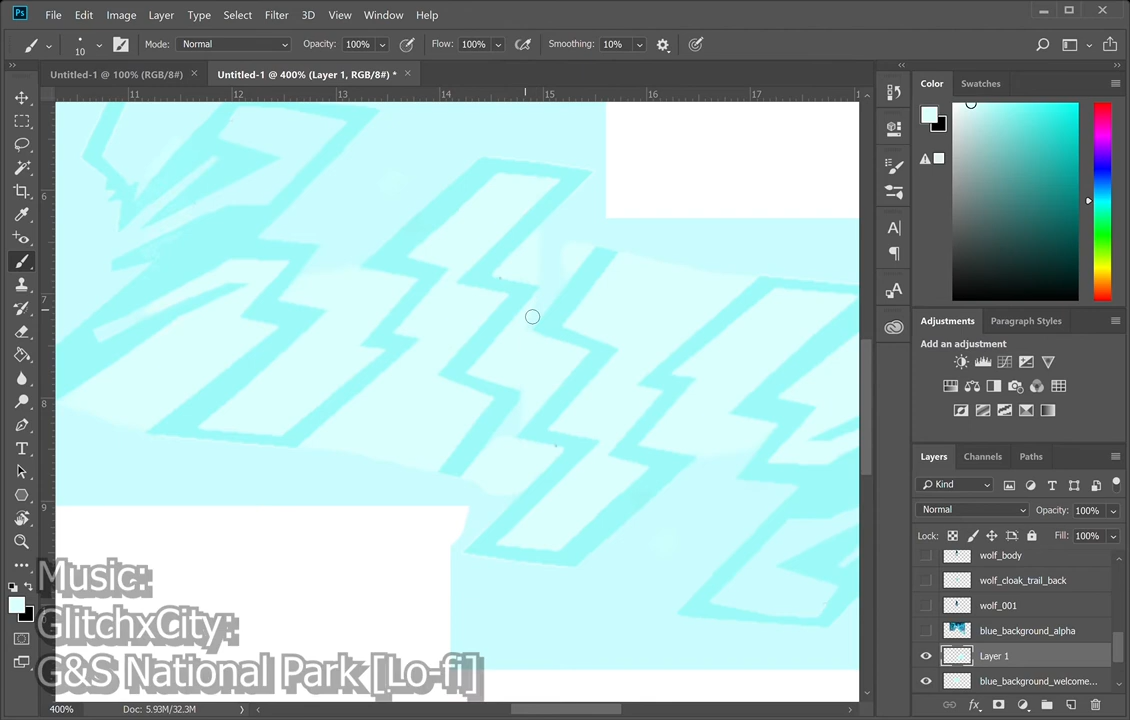 Ps File Edit Image Layer Type Select Filter 3D View Window Help
10 Mode: Normal Opacity: 100% Flow: 100% Smoothing: 10%
Untitled-1 @ 100% (RGB/8#) × Untitled-1 @ 400% (Layer 1, RGB/8#) * ×
11 12 13 14 15 16 17
6
7
8
9
Color Swatches
Adjustments Paragraph Styles
Add an adjustment
Layers Channels Paths
Kind
Normal Opacity: 100%
Lock: Fill: 100%
wolf_body
wolf_cloak_trail_back
wolf_001
blue_background_alpha
Layer 1
blue_background_welcome...
Music:
GlitchxCity:
G&S National Park [Lo-fi]
400% Doc: 5.93M/32.3M